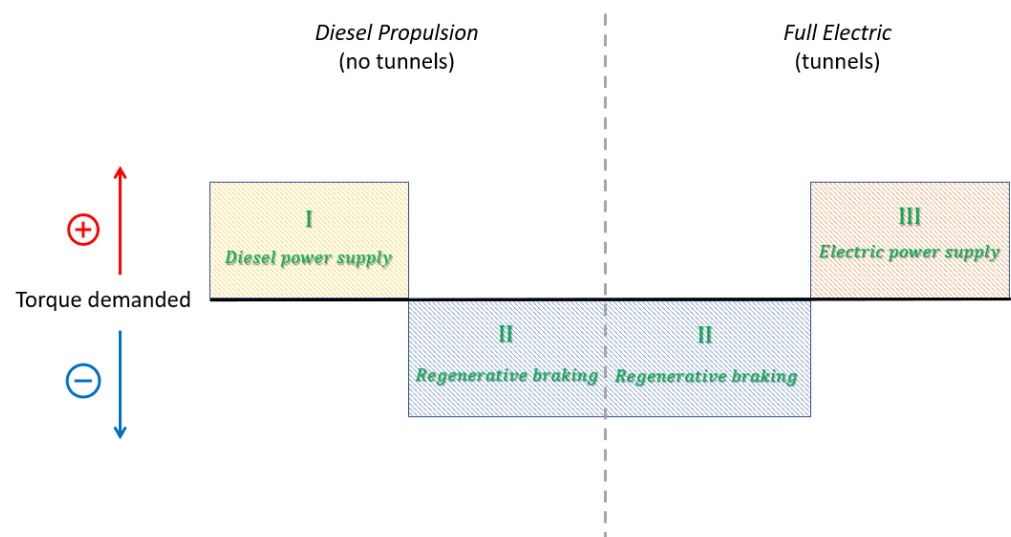 Diesel Propulsion
(no tunnels)
Full Electric
(tunnels)
+
I
Diesel power supply
III
Electric power supply
Torque demanded
−
II
Regenerative braking
II
Regenerative braking